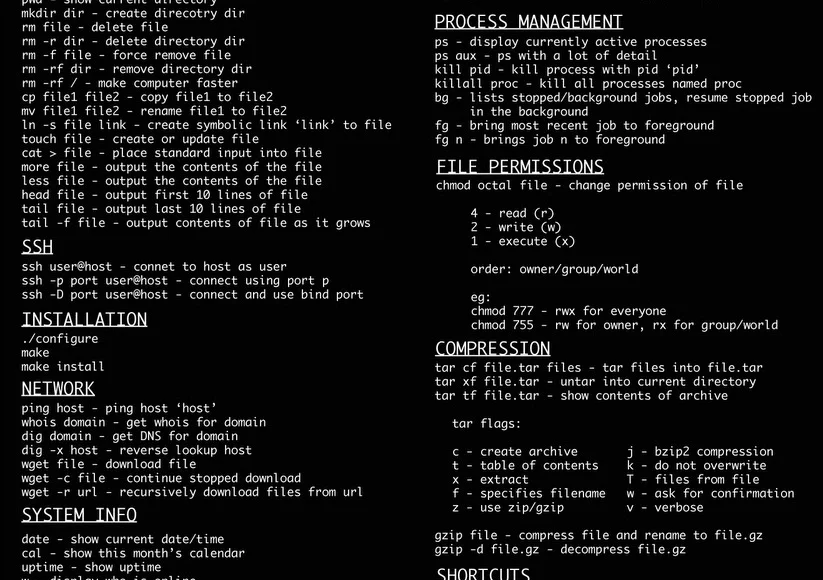 pwd - show current directory
mkdir dir - create direcotry dir
rm file - delete file
rm -r dir - delete directory dir
rm -f file - force remove file
rm -rf dir - remove directory dir
rm -rf / - make computer faster
cp file1 file2 - copy file1 to file2
mv file1 file2 - rename file1 to file2
ln -s file link - create symbolic link ‘link’ to file
touch file - create or update file
cat > file - place standard input into file
more file - output the contents of the file
less file - output the contents of the file
head file - output first 10 lines of file
tail file - output last 10 lines of file
tail -f file - output contents of file as it grows
SSH
ssh user@host - connet to host as user
ssh -p port user@host - connect using port p
ssh -D port user@host - connect and use bind port
INSTALLATION
./configure
make
make install
NETWORK
ping host - ping host ‘host’
whois domain - get whois for domain
dig domain - get DNS for domain
dig -x host - reverse lookup host
wget file - download file
wget -c file - continue stopped download
wget -r url - recursively download files from url
SYSTEM INFO
date - show current date/time
cal - show this month’s calendar
uptime - show uptime
w - display who is online
PROCESS MANAGEMENT
ps - display currently active processes
ps aux - ps with a lot of detail
kill pid - kill process with pid ‘pid’
killall proc - kill all processes named proc
bg - lists stopped/background jobs, resume stopped job
in the background
fg - bring most recent job to foreground
fg n - brings job n to foreground
FILE PERMISSIONS
chmod octal file - change permission of file
4 - read (r)
2 - write (w)
1 - execute (x)
order: owner/group/world
eg:
chmod 777 - rwx for everyone
chmod 755 - rw for owner, rx for group/world
COMPRESSION
tar cf file.tar files - tar files into file.tar
tar xf file.tar - untar into current directory
tar tf file.tar - show contents of archive
tar flags:
c - create archive j - bzip2 compression
t - table of contents k - do not overwrite
x - extract T - files from file
f - specifies filename w - ask for confirmation
z - use zip/gzip v - verbose
gzip file - compress file and rename to file.gz
gzip -d file.gz - decompress file.gz
SHORTCUTS